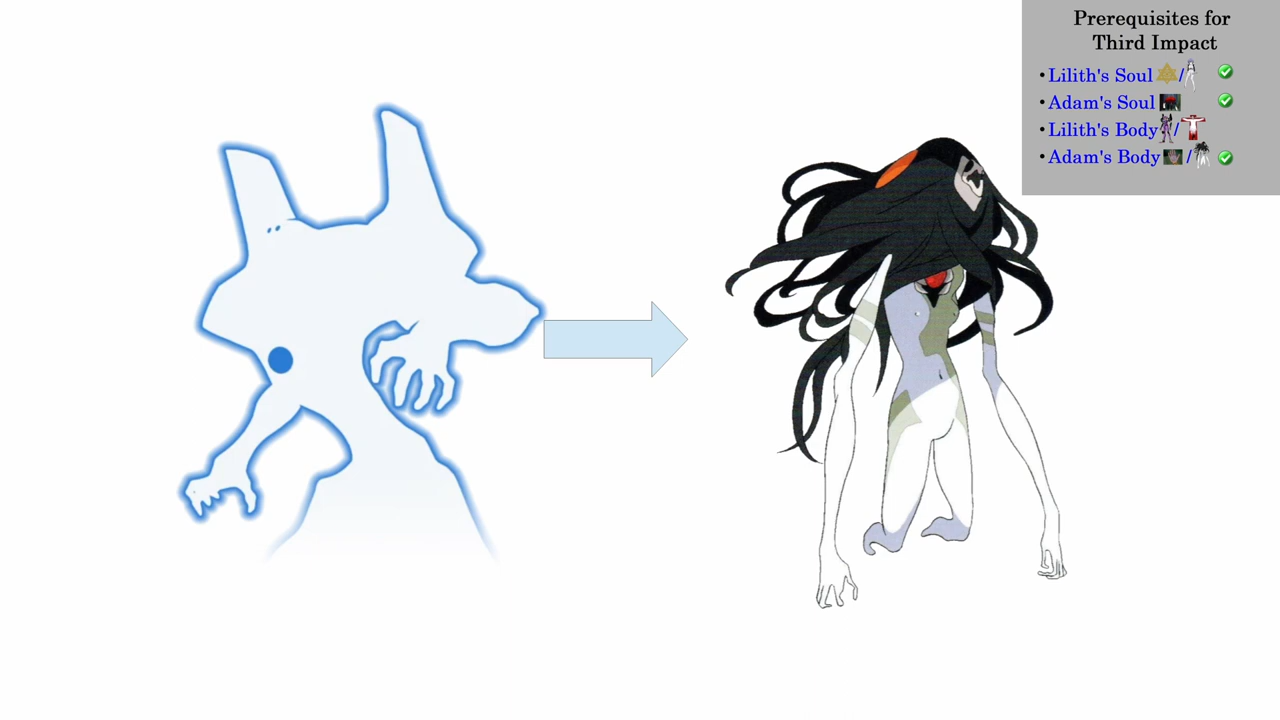 Prerequisites for
Third Impact
•Lilith's Soul /
•Adam's Soul
•Lilith's Body /
•Adam's Body /